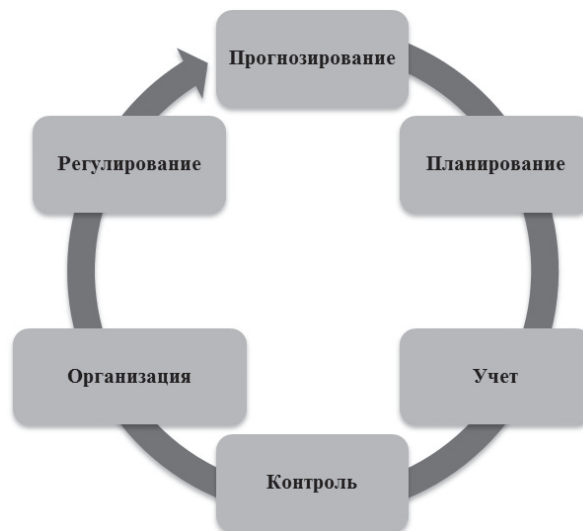 Прогнозирование
Планирование
Учет
Контроль
Организация
Регулирование